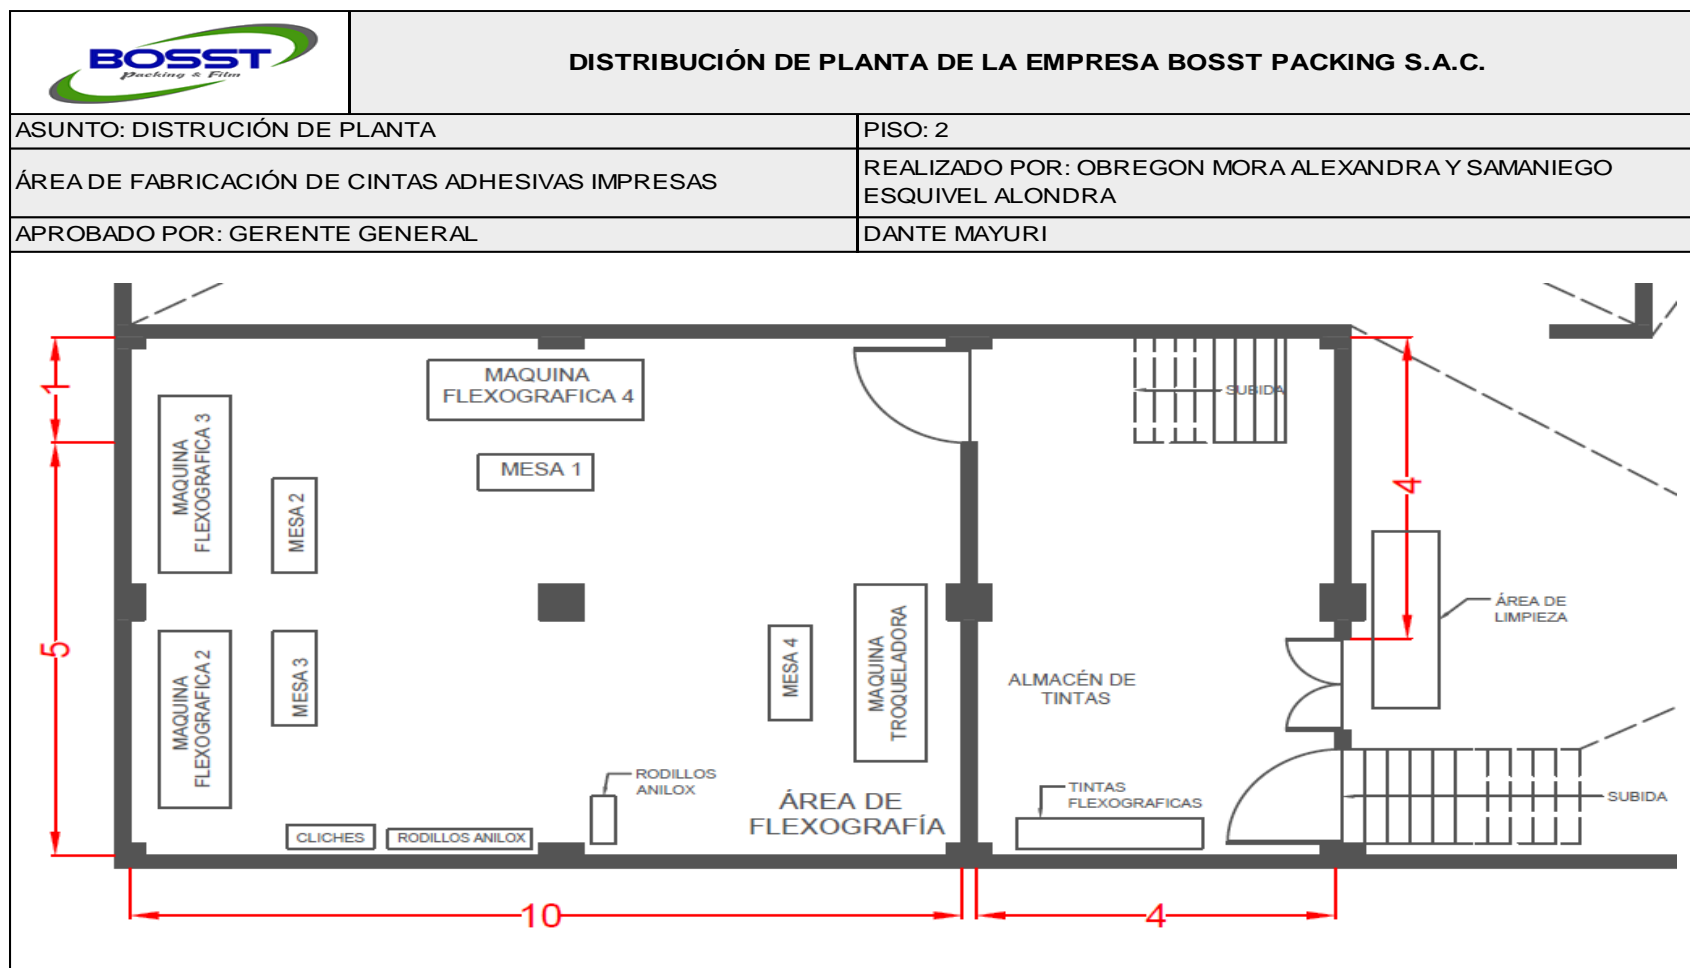 BOSST
Packing & Film
DISTRIBUCIÓN DE PLANTA DE LA EMPRESA BOSST PACKING S.A.C.
ASUNTO: DISTRUCIÓN DE PLANTA
PISO: 2
ÁREA DE FABRICACIÓN DE CINTAS ADHESIVAS IMPRESAS
REALIZADO POR: OBREGON MORA ALEXANDRA Y SAMANIEGO
ESQUIVEL ALONDRA
APROBADO POR: GERENTE GENERAL
DANTE MAYURI
1
MAQUINA
FLEXOGRAFICA 4
SUBIDA
MAQUINA
FLEXOGRAFICA 3
MESA 1
MESA 2
4
5
MAQUINA
FLEXOGRAFICA 2
MESA 3
MESA 4
MAQUINA
TROQUELADORA
ÁREA DE
LIMPIEZA
ALMACÉN DE
TINTAS
RODILLOS
ANILOX
ÁREA DE
FLEXOGRAFÍA
TINTAS
FLEXOGRAFICAS
SUBIDA
CLICHES
RODILLOS ANILOX
10
4